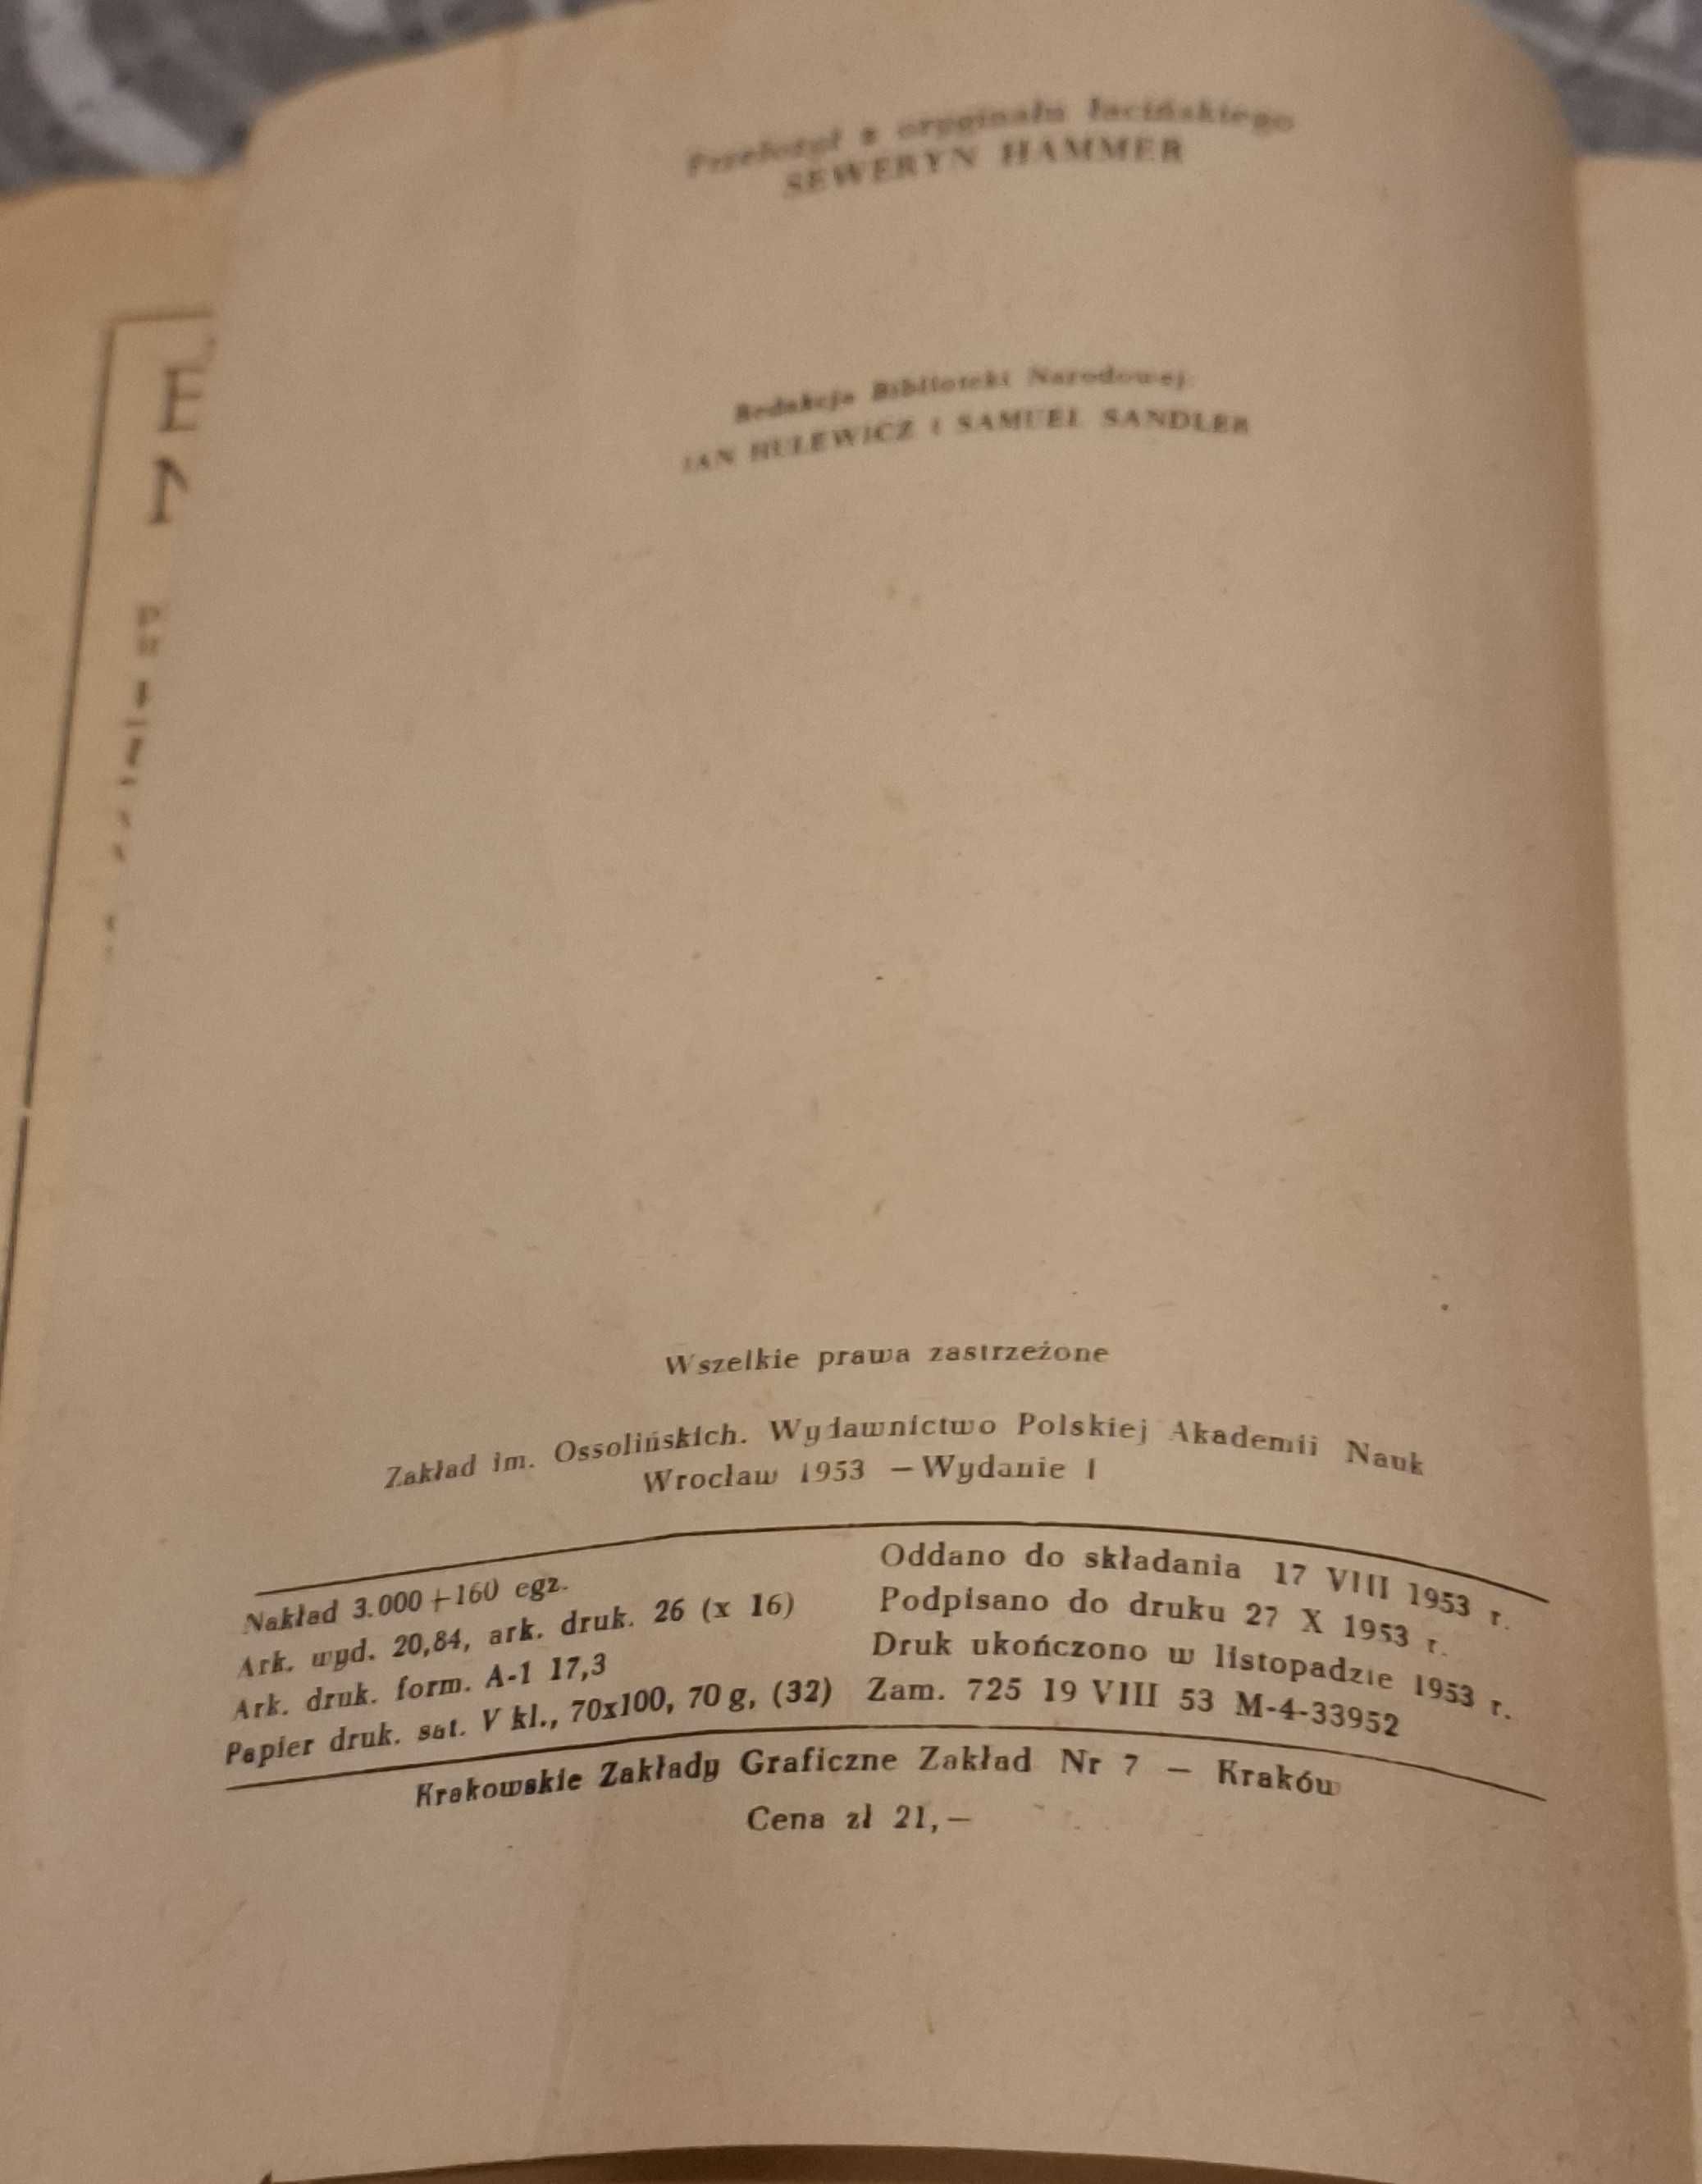 Przełożył z oryginału łacińskiego
SEWERYN HAMMER
Redakcja Biblioteki Narodowej:
JAN HULEWICZ i SAMUEL SANDLER
E
N
Wszelkie prawa zastrzeżone
Zakład im. Ossolińskich. Wydawnictwo Polskiej Akademii Nauk
Wrocław 1953 — Wydanie I
Nakład 3.000+160 egz.
Ark. wyd. 20,84, ark. druk. 26 (x 16)
Ark. druk. form. A-1 17,3
Papier druk. sat. V kl., 70x100, 70 g, (32)
Oddano do składania 17 VIII 1953 r.
Podpisano do druku 27 X 1953 r.
Druk ukończono w listopadzie 1953 r.
Zam. 725 19 VIII 53 M-4-33952
Krakowskie Zakłady Graficzne Zakład Nr 7 — Kraków
Cena zł 21,—